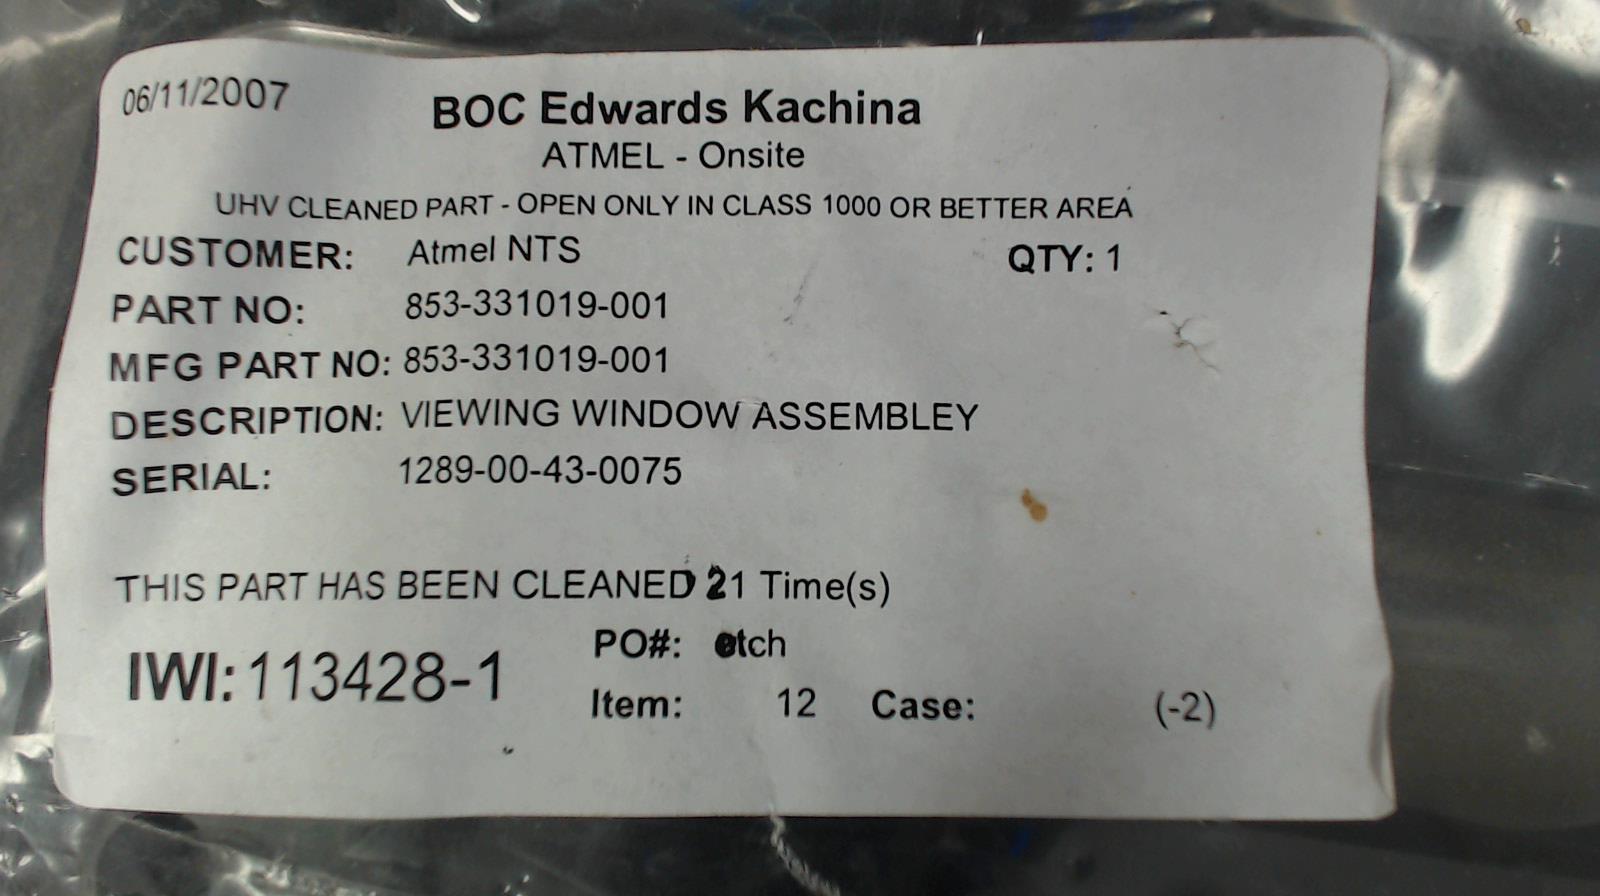 06/11/2007
BOC Edwards Kachina
ATMEL - Onsite
UHV CLEANED PART - OPEN ONLY IN CLASS 1000 OR BETTER AREA
CUSTOMER: Atmel NTS QTY: 1
PART NO: 853-331019-001
MFG PART NO: 853-331019-001
DESCRIPTION: VIEWING WINDOW ASSEMBLEY
SERIAL: 1289-00-43-0075
THIS PART HAS BEEN CLEANED 21 Time(s)
IWI: 113428-1
PO#: etch
Item: 12 Case: (-2)